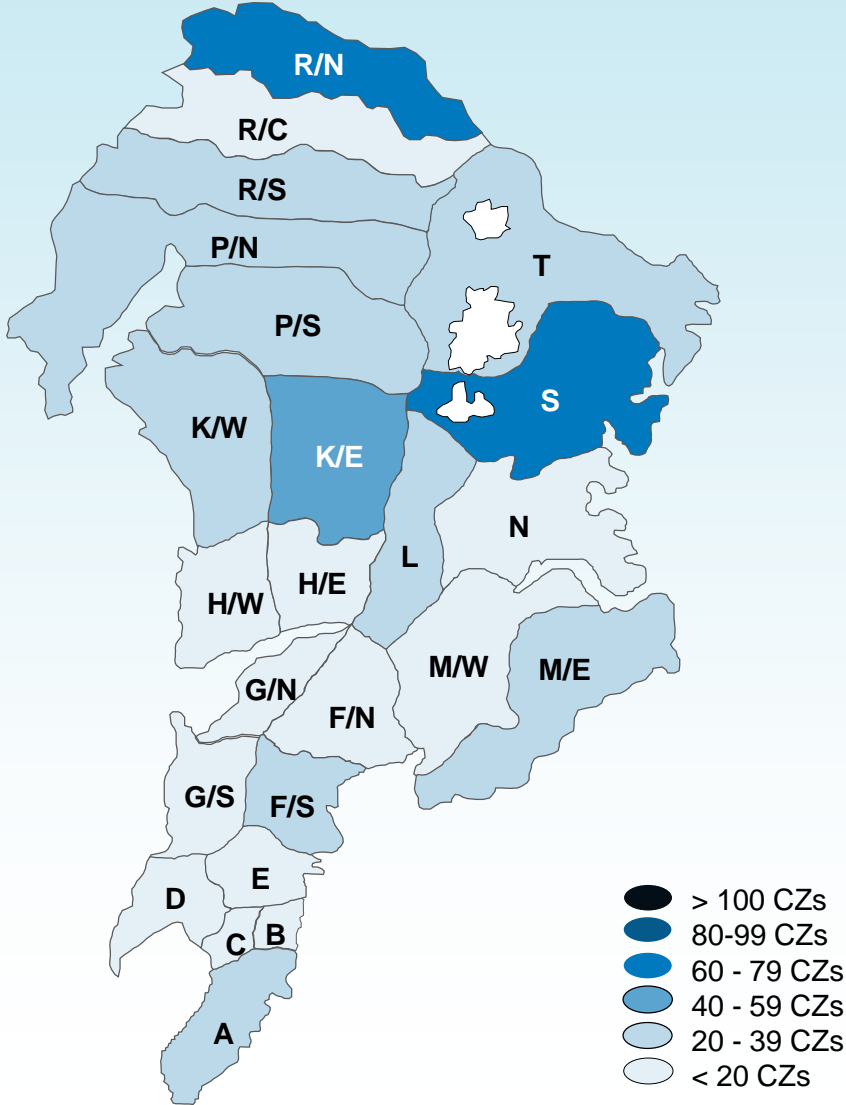 R/N
R/C
R/S
P/N
T
P/S
S
K/W
K/E
N
L
H/E
H/W
M/W
M/E
G/N
F/N
G/S
F/S
E
D
B
C
A
> 100 CZs
80-99 CZs
60 - 79 CZs
40 - 59 CZs
20 - 39 CZs
< 20 CZs